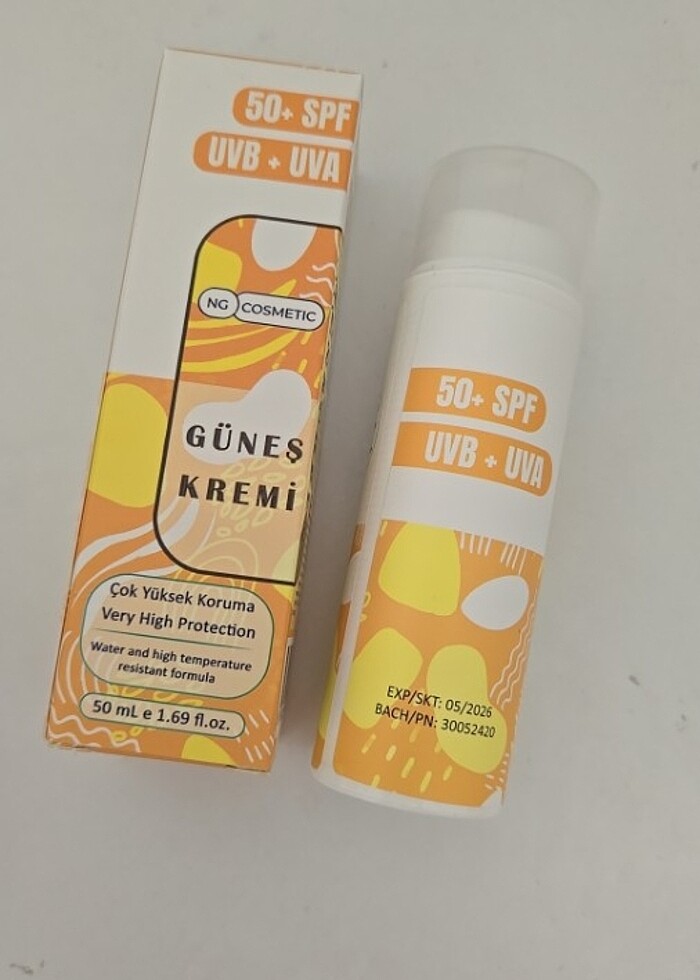 50+ SPF
UVB + UVA
NG COSMETIC
GÜNEŞ
KREMİ
Çok Yüksek Koruma
Very High Protection
Water and high temperature
resistant formula
50 mL e 1.69 fl.oz.
50+ SPF
UVB + UVA
EXP/SKT: 05/2026
BACH/PN: 30052420